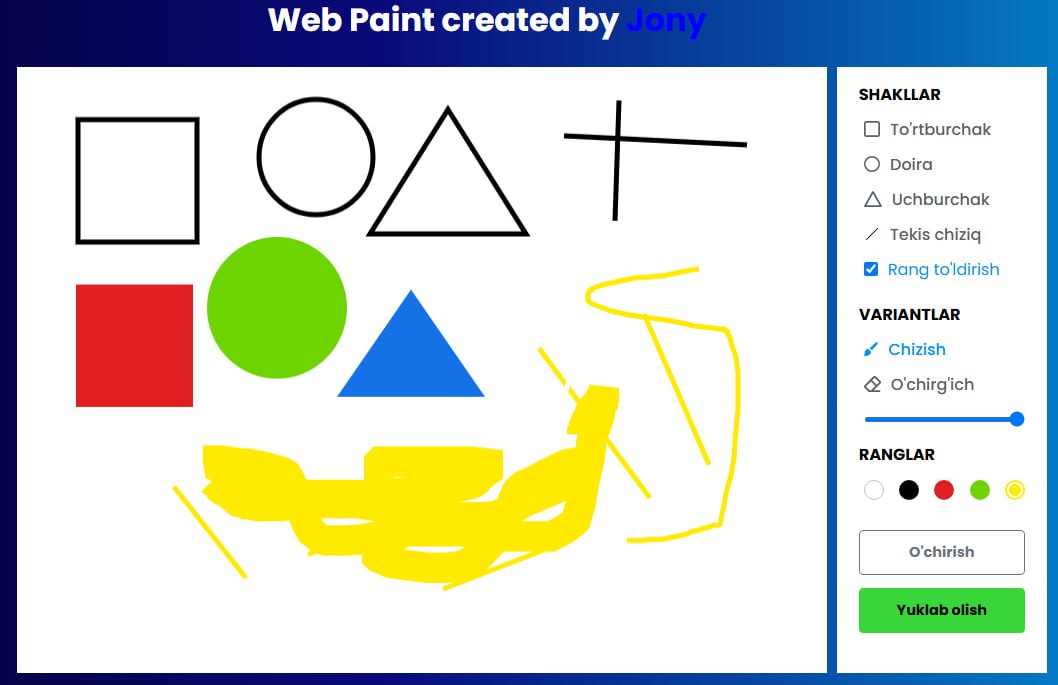 Web Paint created by Jony
SHAKLLAR
To'rtburchak
Doira
Uchburchak
Tekis chiziq
Rang to'ldirish
VARIANTLAR
Chizish
O'chirg'ich
RANGLAR
O'chirish
Yuklab olish